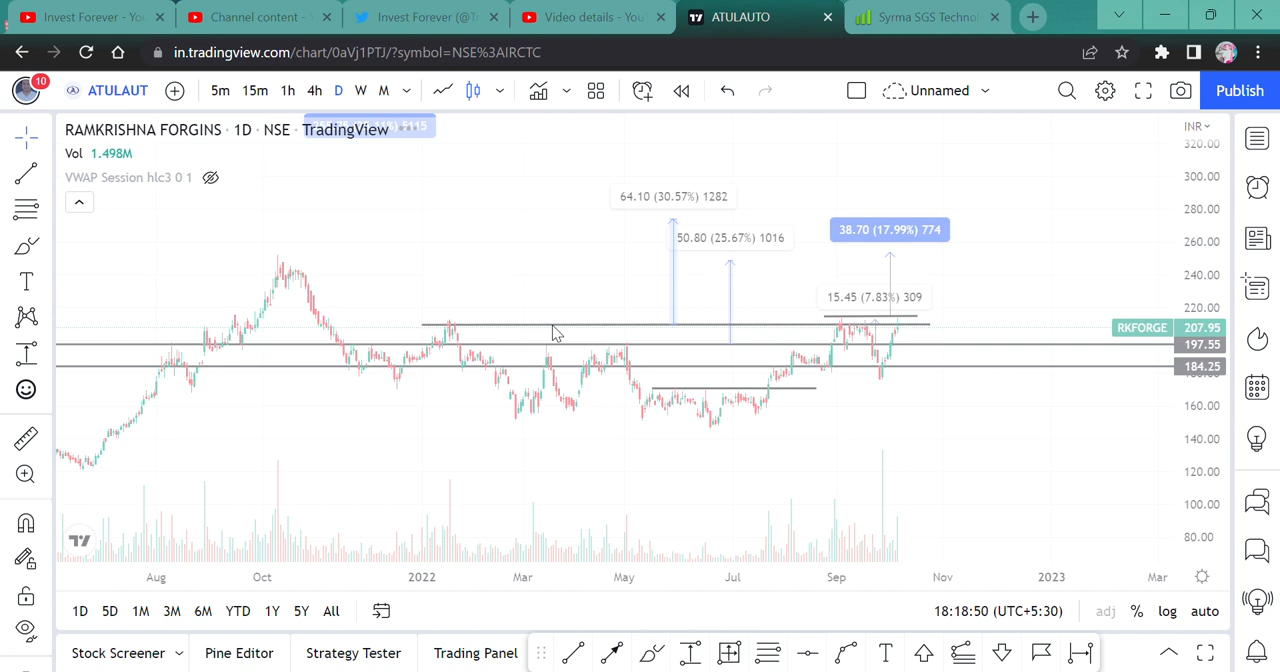 Invest Forever - You
Channel content -
Invest Forever (@T
Video details - You
ATULAUTO
Syrma SGS Technol
in.tradingview.com/chart/0aVj1PTJ/?symbol=NSE%3AIRCTC
10
ATULAUT
5m
15m
1h
4h
D
W
M
Unnamed
Publish
RAMKRISHNA FORGINS · 1D · NSE · TradingView
INR
Vol 1.498M
VWAP Session hlc3 0 1
320.00
300.00
280.00
260.00
240.00
220.00
160.00
140.00
120.00
100.00
80.00
64.10 (30.57%) 1282
50.80 (25.67%) 1016
38.70 (17.99%) 774
15.45 (7.83%) 309
RKFORGE 207.95
197.55
184.25
Aug
Oct
2022
Mar
May
Jul
Sep
Nov
2023
Mar
1D
5D
1M
3M
6M
YTD
1Y
5Y
All
18:18:50 (UTC+5:30)
adj
%
log
auto
Stock Screener
Pine Editor
Strategy Tester
Trading Panel